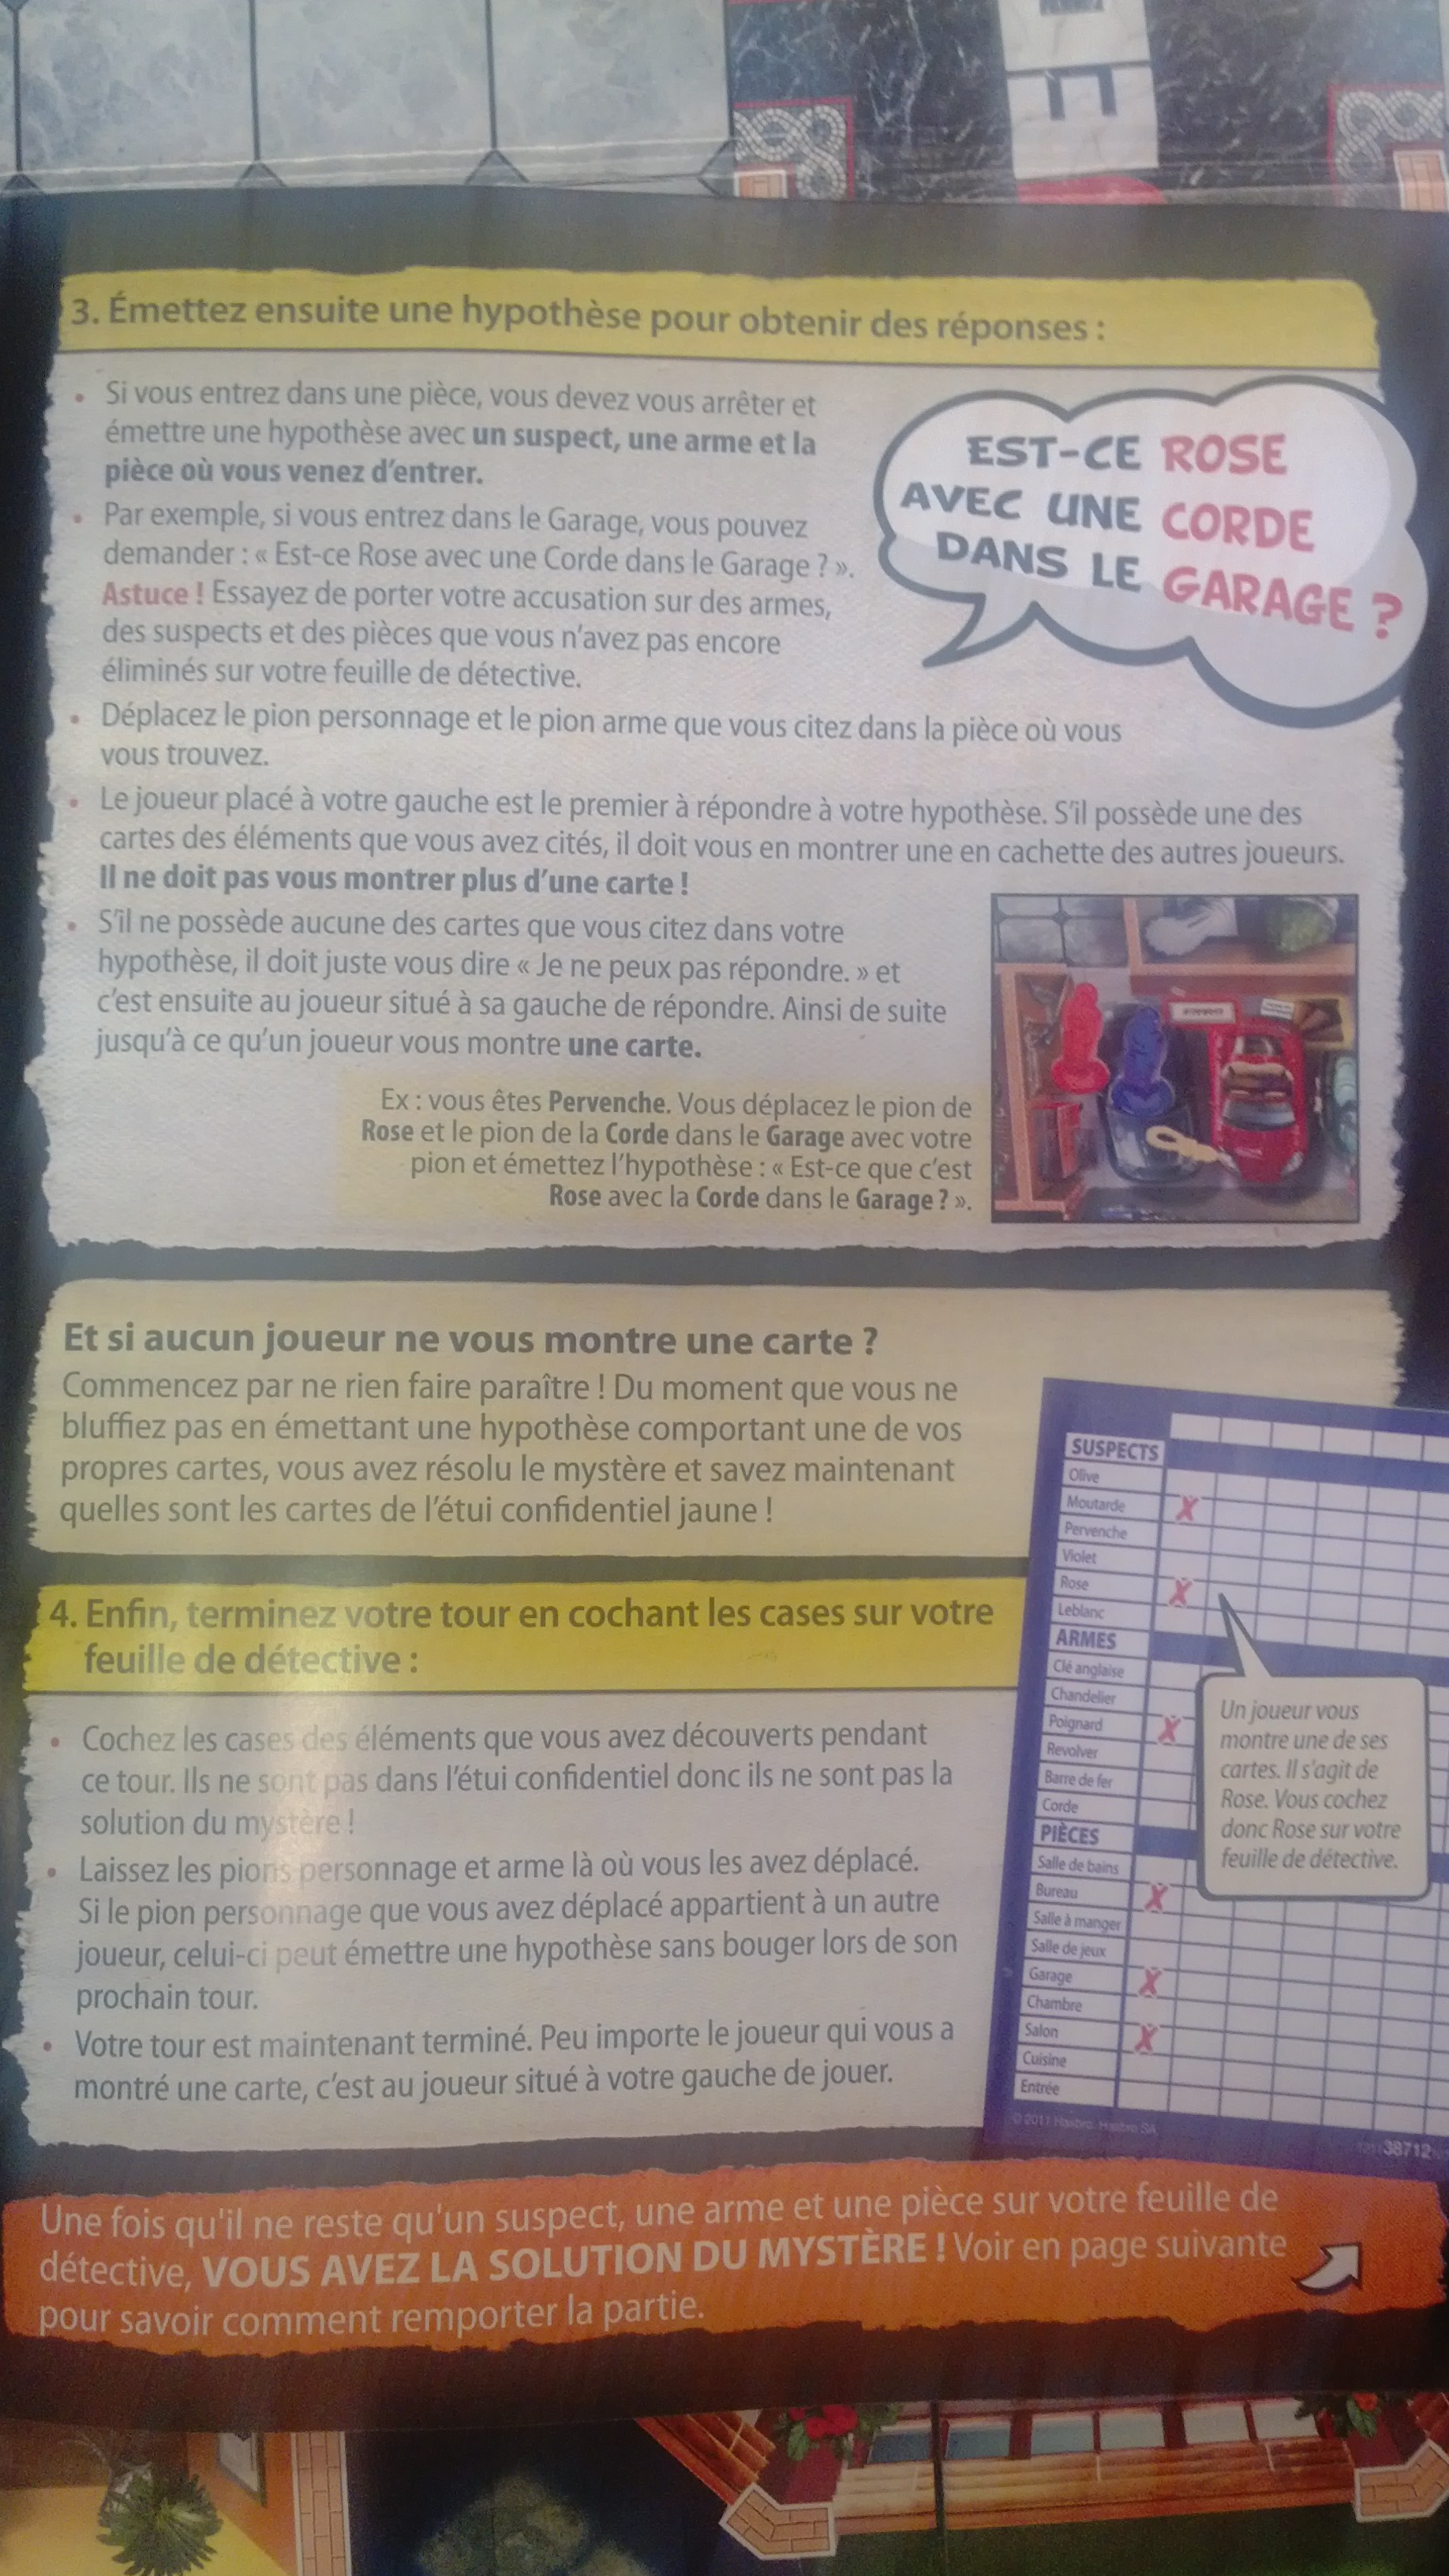 3. Émettez ensuite une hypothèse pour obtenir des réponses :
• Si vous entrez dans une pièce, vous devez vous arrêter et
émettre une hypothèse avec un suspect, une arme et la
pièce où vous venez d'entrer.
• Par exemple, si vous entrez dans le Garage, vous pouvez
demander : « Est-ce Rose avec une Corde dans le Garage ? ».
Astuce ! Essayez de porter votre accusation sur des armes,
des suspects et des pièces que vous n'avez pas encore
éliminés sur votre feuille de détective.
EST-CE ROSE
AVEC UNE CORDE
DANS LE GARAGE ?
• Déplacez le pion personnage et le pion arme que vous citez dans la pièce où vous
vous trouvez.
• Le joueur placé à votre gauche est le premier à répondre à votre hypothèse. S'il possède une des
cartes des éléments que vous avez cités, il doit vous en montrer une en cachette des autres joueurs.
Il ne doit pas vous montrer plus d'une carte !
• S'il ne possède aucune des cartes que vous citez dans votre
hypothèse, il doit juste vous dire « Je ne peux pas répondre. » et
c'est ensuite au joueur situé à sa gauche de répondre. Ainsi de suite
jusqu'à ce qu'un joueur vous montre une carte.
Ex : vous êtes Pervenche. Vous déplacez le pion de
Rose et le pion de la Corde dans le Garage avec votre
pion et émettez l'hypothèse : « Est-ce que c'est
Rose avec la Corde dans le Garage ? ».
Et si aucun joueur ne vous montre une carte ?
Commencez par ne rien faire paraître ! Du moment que vous ne
bluffiez pas en émettant une hypothèse comportant une de vos
propres cartes, vous avez résolu le mystère et savez maintenant
quelles sont les cartes de l'étui confidentiel jaune !
4. Enfin, terminez votre tour en cochant les cases sur votre
feuille de détective :
• Cochez les cases des éléments que vous avez découverts pendant
ce tour. Ils ne sont pas dans l'étui confidentiel donc ils ne sont pas la
solution du mystère !
• Laissez les pions personnage et arme là où vous les avez déplacé.
Si le pion personnage que vous avez déplacé appartient à un autre
joueur, celui-ci peut émettre une hypothèse sans bouger lors de son
prochain tour.
• Votre tour est maintenant terminé. Peu importe le joueur qui vous a
montré une carte, c'est au joueur situé à votre gauche de jouer.
SUSPECTS
Olive
Moutarde X
Pervenche
Violet
Rose X
Leblanc
ARMES
Clé anglaise
Chandelier
Poignard X
Revolver
Barre de fer
Corde
PIÈCES
Salle de bains
Bureau X
Salle à manger
Salle de jeux
Garage X
Chambre
Salon X
Cuisine
Entrée
© 2011 Hasbro. Hasbro SA
38712
Un joueur vous
montre une de ses
cartes. Il s'agit de
Rose. Vous cochez
donc Rose sur votre
feuille de détective.
Une fois qu'il ne reste qu'un suspect, une arme et une pièce sur votre feuille de
détective, VOUS AVEZ LA SOLUTION DU MYSTÈRE ! Voir en page suivante
pour savoir comment remporter la partie.